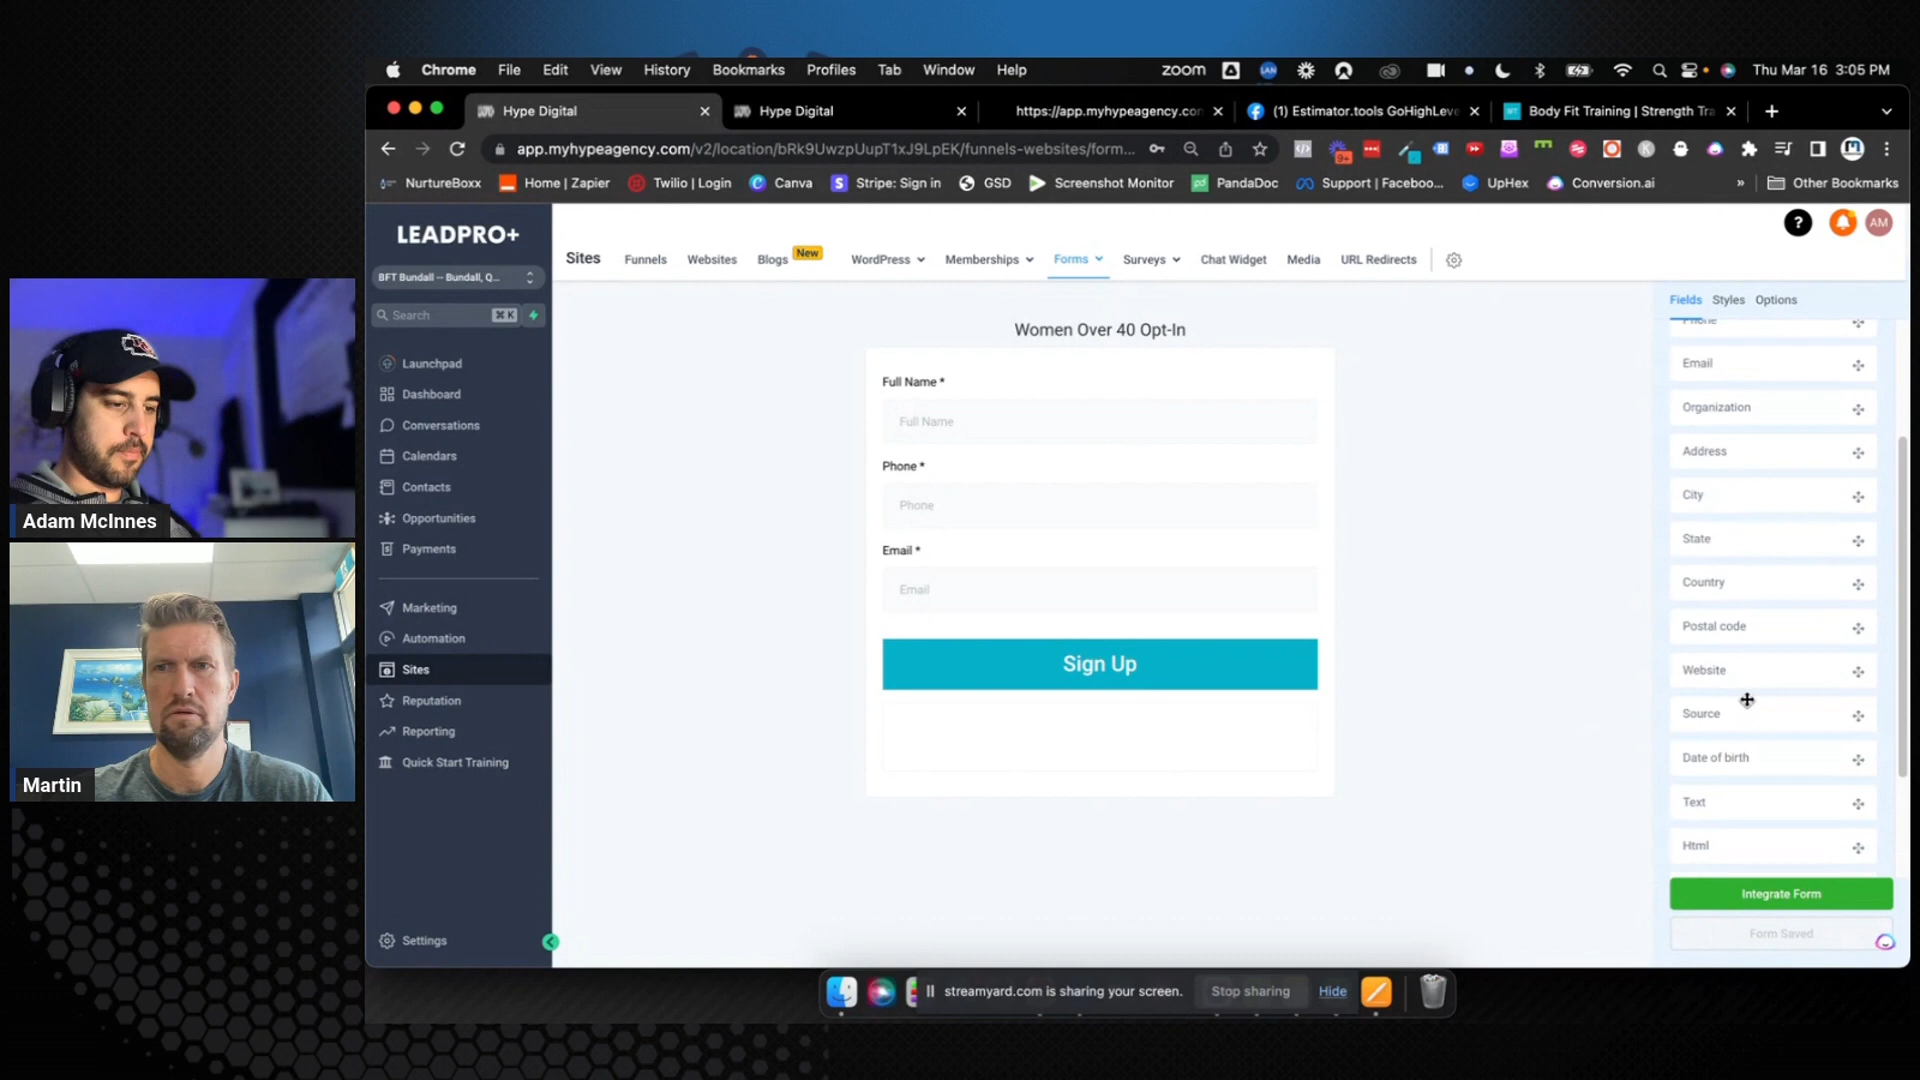 Chrome File Edit View History Bookmarks Profiles Tab Window Help zoom LAN Thu Mar 16 3:05 PM
Hype Digital Hype Digital https://app.myhypeagency.con (1) Estimator.tools GoHighLeve Body Fit Training | Strength Tra
app.myhypeagency.com/v2/location/bRk9UwzpUupT1xJ9LpEK/funnels-websites/form... 9+
NurtureBoxx Home | Zapier Twilio | Login Canva Stripe: Sign in GSD Screenshot Monitor PandaDoc Support | Faceboo... UpHex Conversion.ai » Other Bookmarks
LEADPRO+
BFT Bundall -- Bundall, Q...
Search ⌘ K
Launchpad
Dashboard
Conversations
Calendars
Contacts
Opportunities
Payments
Marketing
Automation
Sites
Reputation
Reporting
Quick Start Training
Settings
? AM
Sites Funnels Websites Blogs New WordPress Memberships Forms Surveys Chat Widget Media URL Redirects
Women Over 40 Opt-In
Full Name *
Full Name
Phone *
Phone
Email *
Email
Sign Up
Fields Styles Options
Phone
Email
Organization
Address
City
State
Country
Postal code
Website
Source
Date of birth
Text
Html
Integrate Form
Form Saved
Adam McInnes
Martin
streamyard.com is sharing your screen. Stop sharing Hide